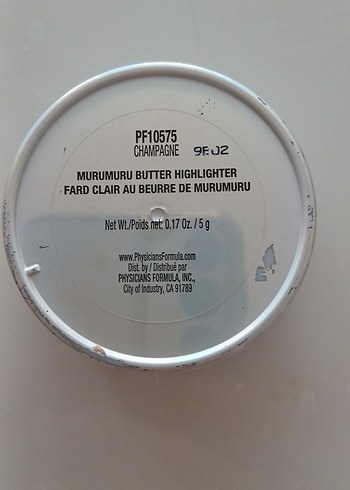 PF10575
CHAMPAGNE 9E02
MURUMURU BUTTER HIGHLIGHTER
FARD CLAIR AU BEURRE DE MURUMURU
Net Wt./Poids net: 0.17 Oz. / 5 g
www.PhysiciansFormula.com
Dist. by / Distribué par
PHYSICIANS FORMULA, INC.,
City of Industry, CA 91789